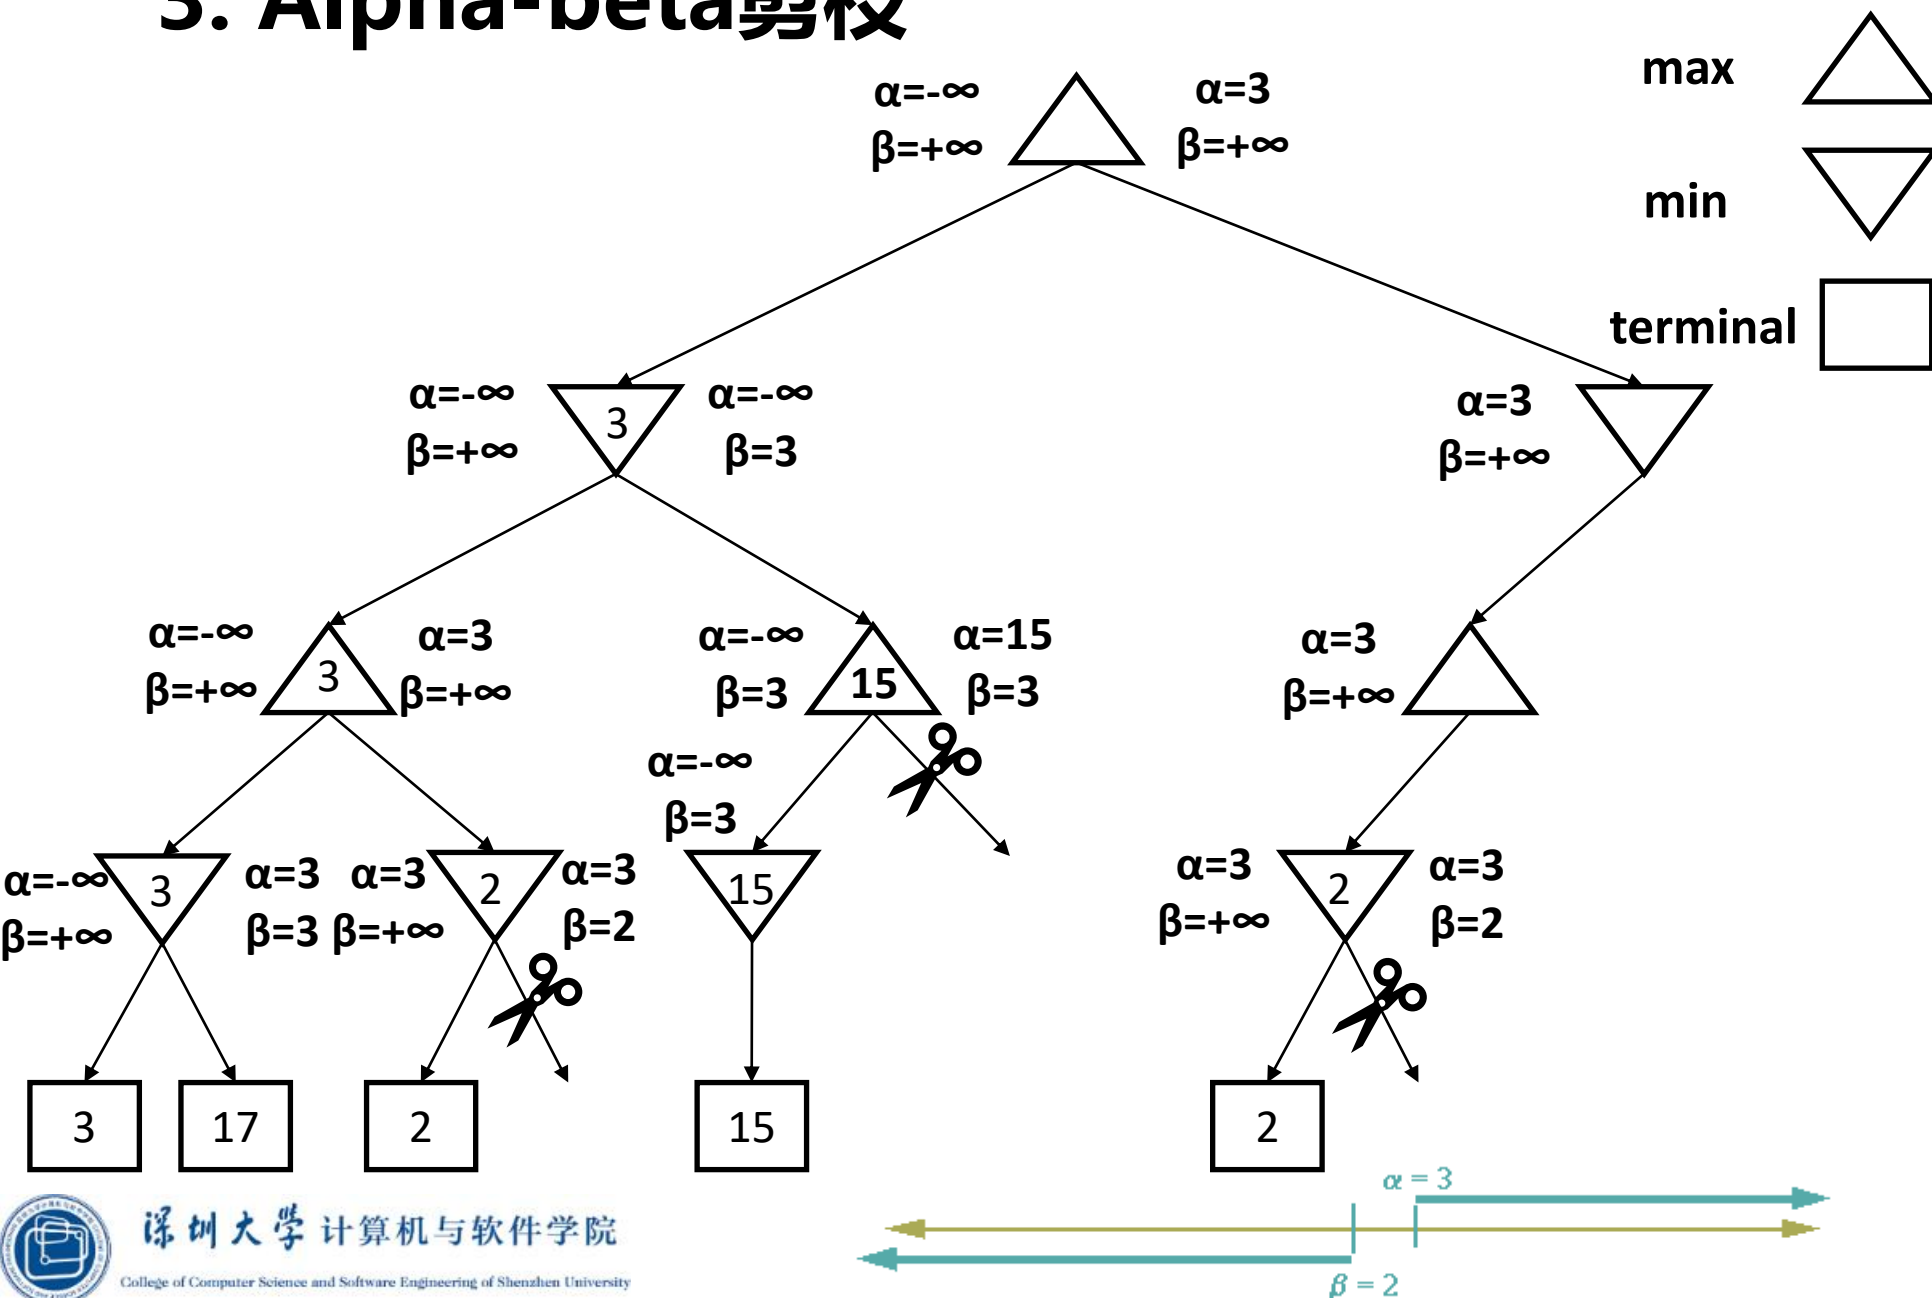 3. Alpha-beta剪枝
max
min
terminal
α=-∞
β=+∞
α=3
β=+∞
α=-∞
β=+∞
3
α=-∞
β=3
α=3
β=+∞
α=-∞
β=+∞
3
α=3
β=+∞
α=-∞
β=3
15
α=15
β=3
α=3
β=+∞
α=-∞
β=3
α=-∞
β=+∞
3
α=3
β=3
α=3
β=+∞
2
α=3
β=2
15
α=3
β=+∞
2
α=3
β=2
3
17
2
15
2
α = 3
β = 2
深圳大学 计算机与软件学院
College of Computer Science and Software Engineering of Shenzhen University